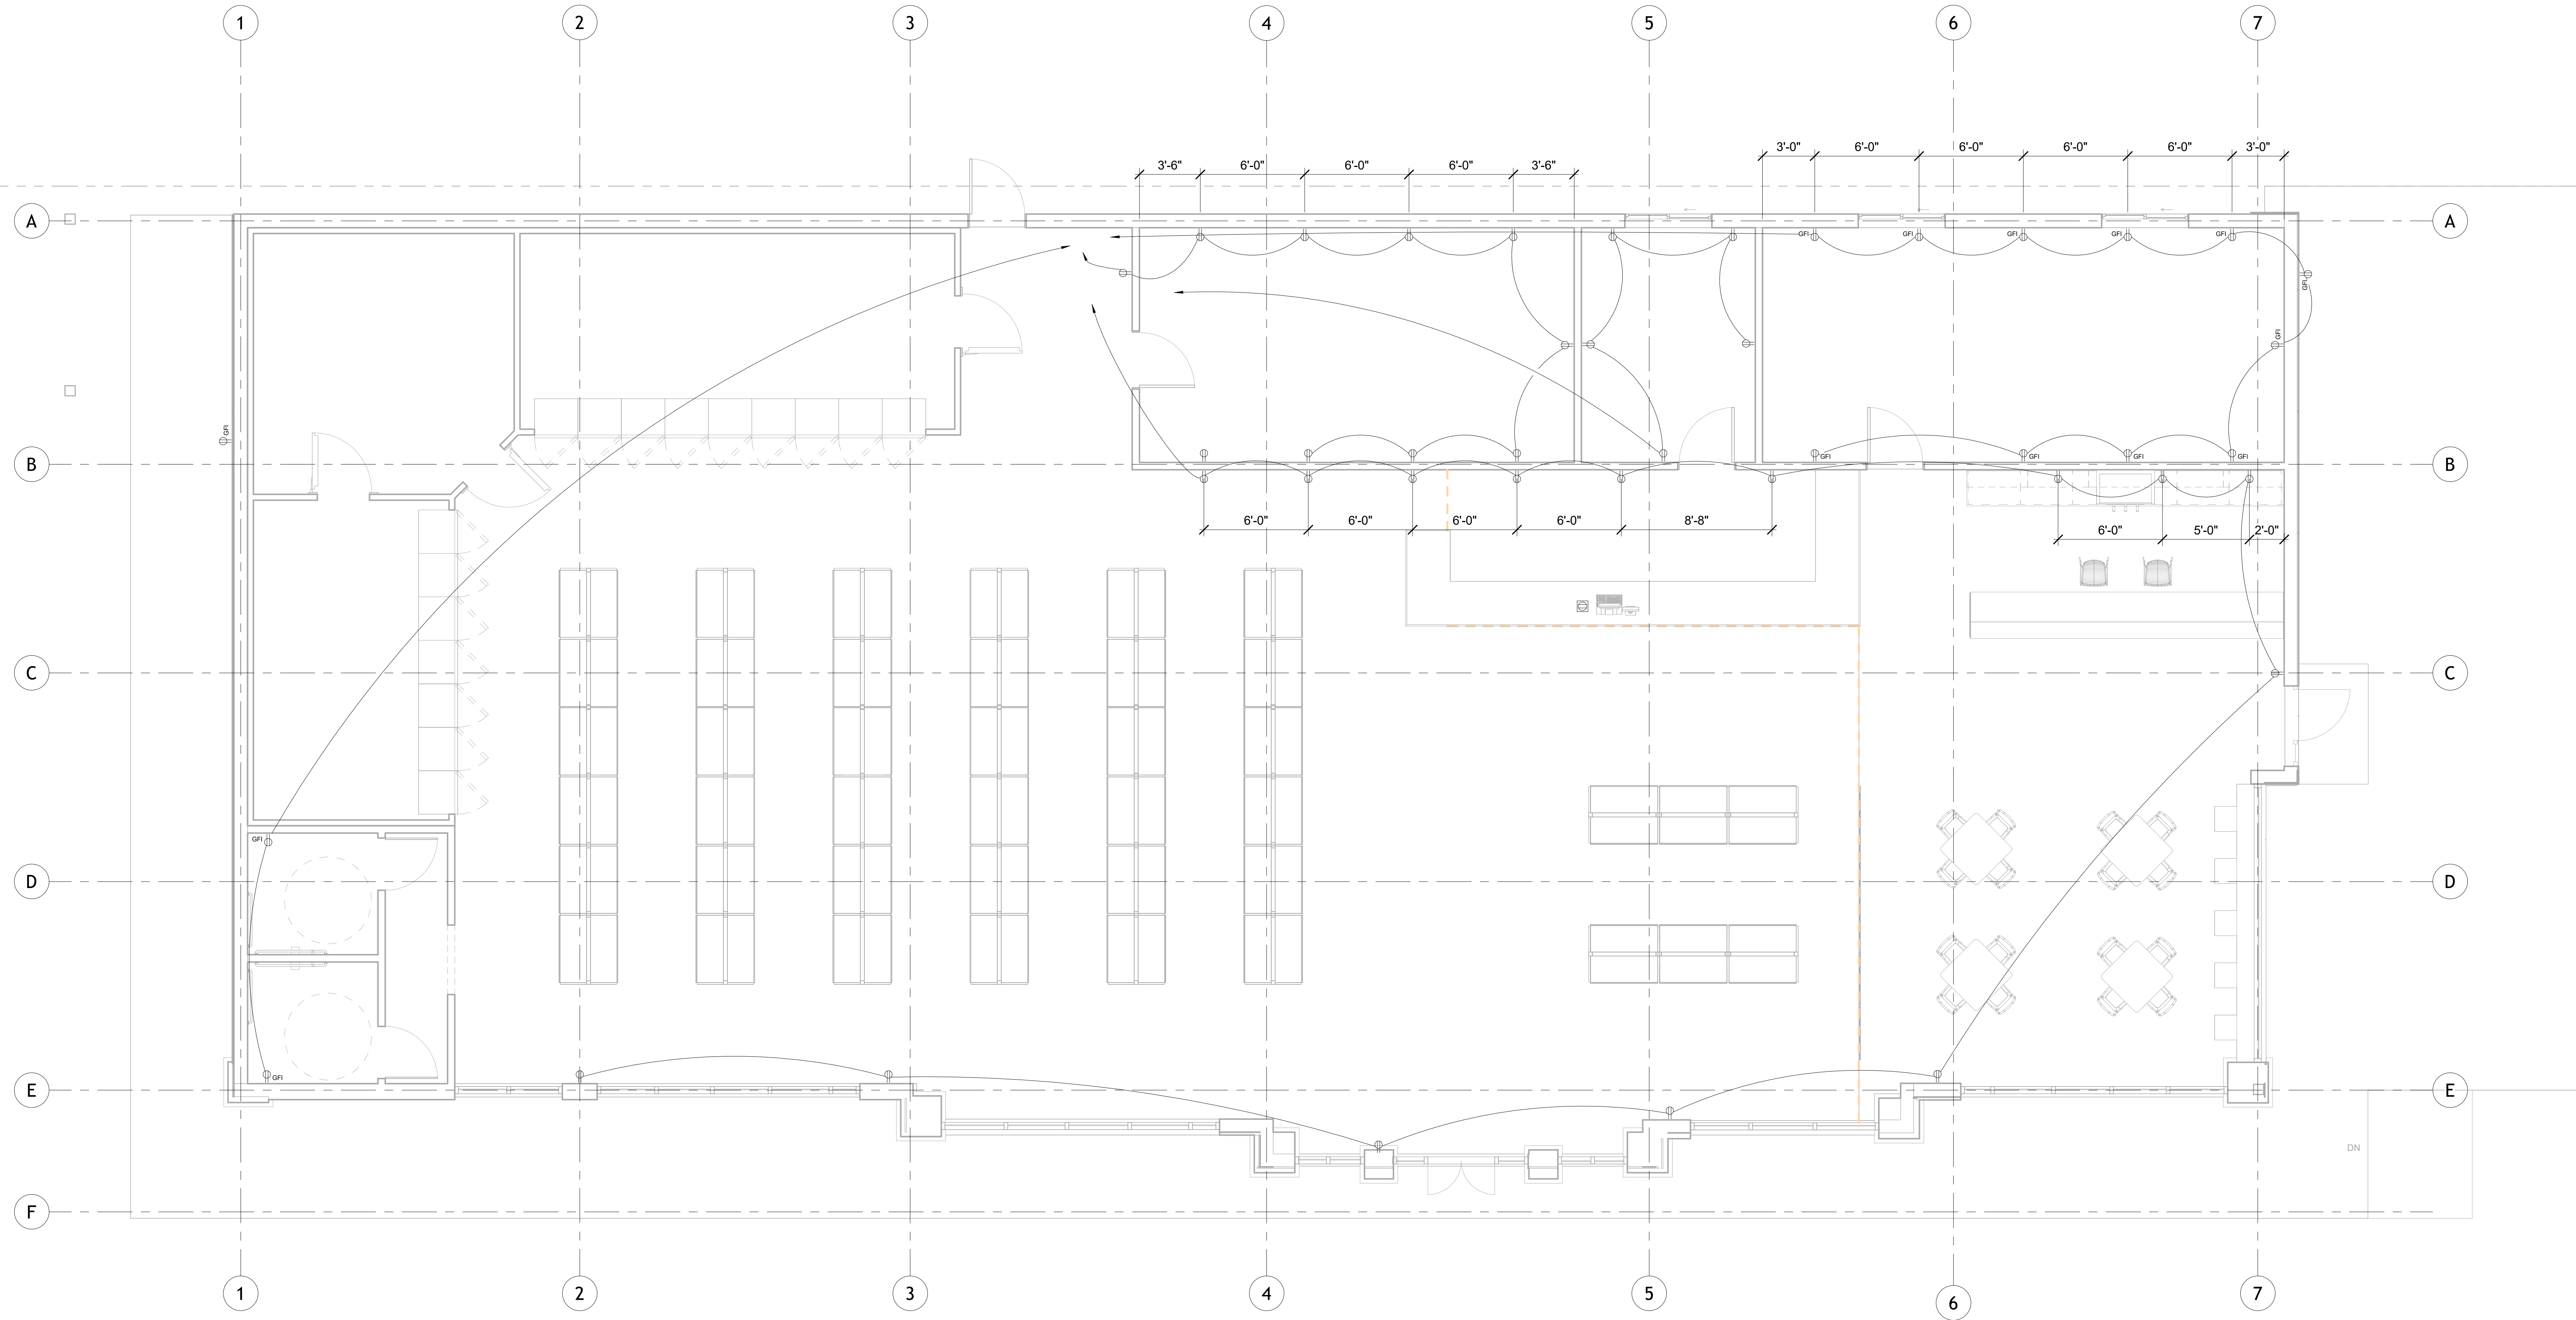 1 2 3 4 5 6 7
3'-0" 6'-0" 6'-0" 6'-0" 6'-0" 3'-0"
3'-6" 6'-0" 6'-0" 6'-0" 3'-6"
A A
GFI GFI GFI GFI GFI
GFI
GFI
GFI
GFI GFI GFI GFI
B B
6'-0" 6'-0" 6'-0" 6'-0" 8'-8"
6'-0" 5'-0" 2'-0"
C C
GFI
D D
GFI
E E
DN
F
1 2 3 4 5 6 7